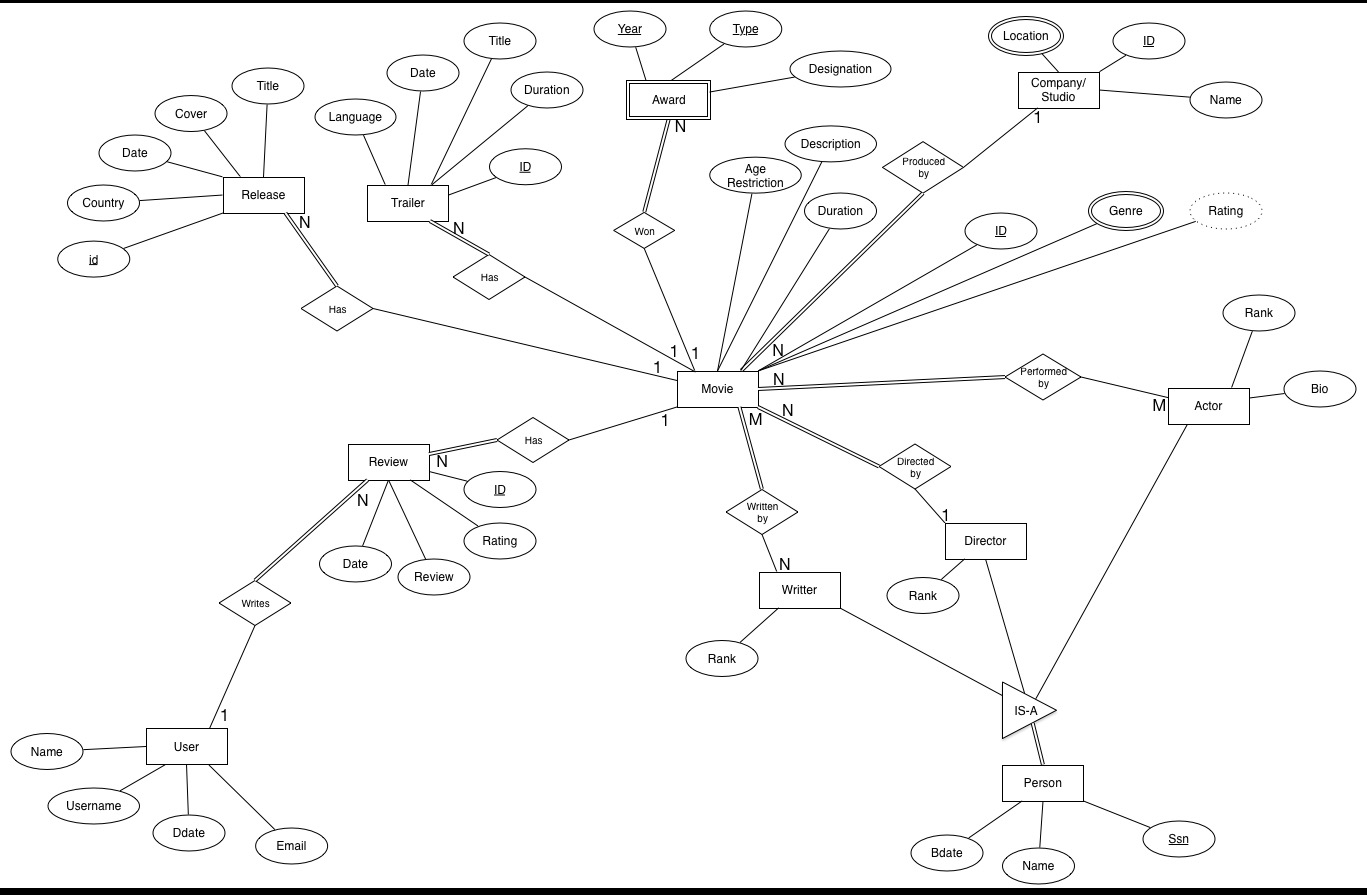 Year
Type
Location
ID
Title
Designation
Company/
Studio
Date
Title
Duration
Award
Name
Cover
Language
N
1
Description
Date
ID
Age
Restriction
Produced
by
Release
Trailer
Country
Duration
Genre
Rating
N
N
Won
ID
id
Has
Has
Rank
1
1
N
1
Performed
by
Movie
N
Bio
M
Actor
N
1
M
Has
Review
N
Directed
by
ID
N
Written
by
1
Rating
Director
Date
Review
N
Writter
Rank
Writes
Rank
IS-A
1
User
Name
Person
Username
Ddate
Email
Bdate
Name
Ssn